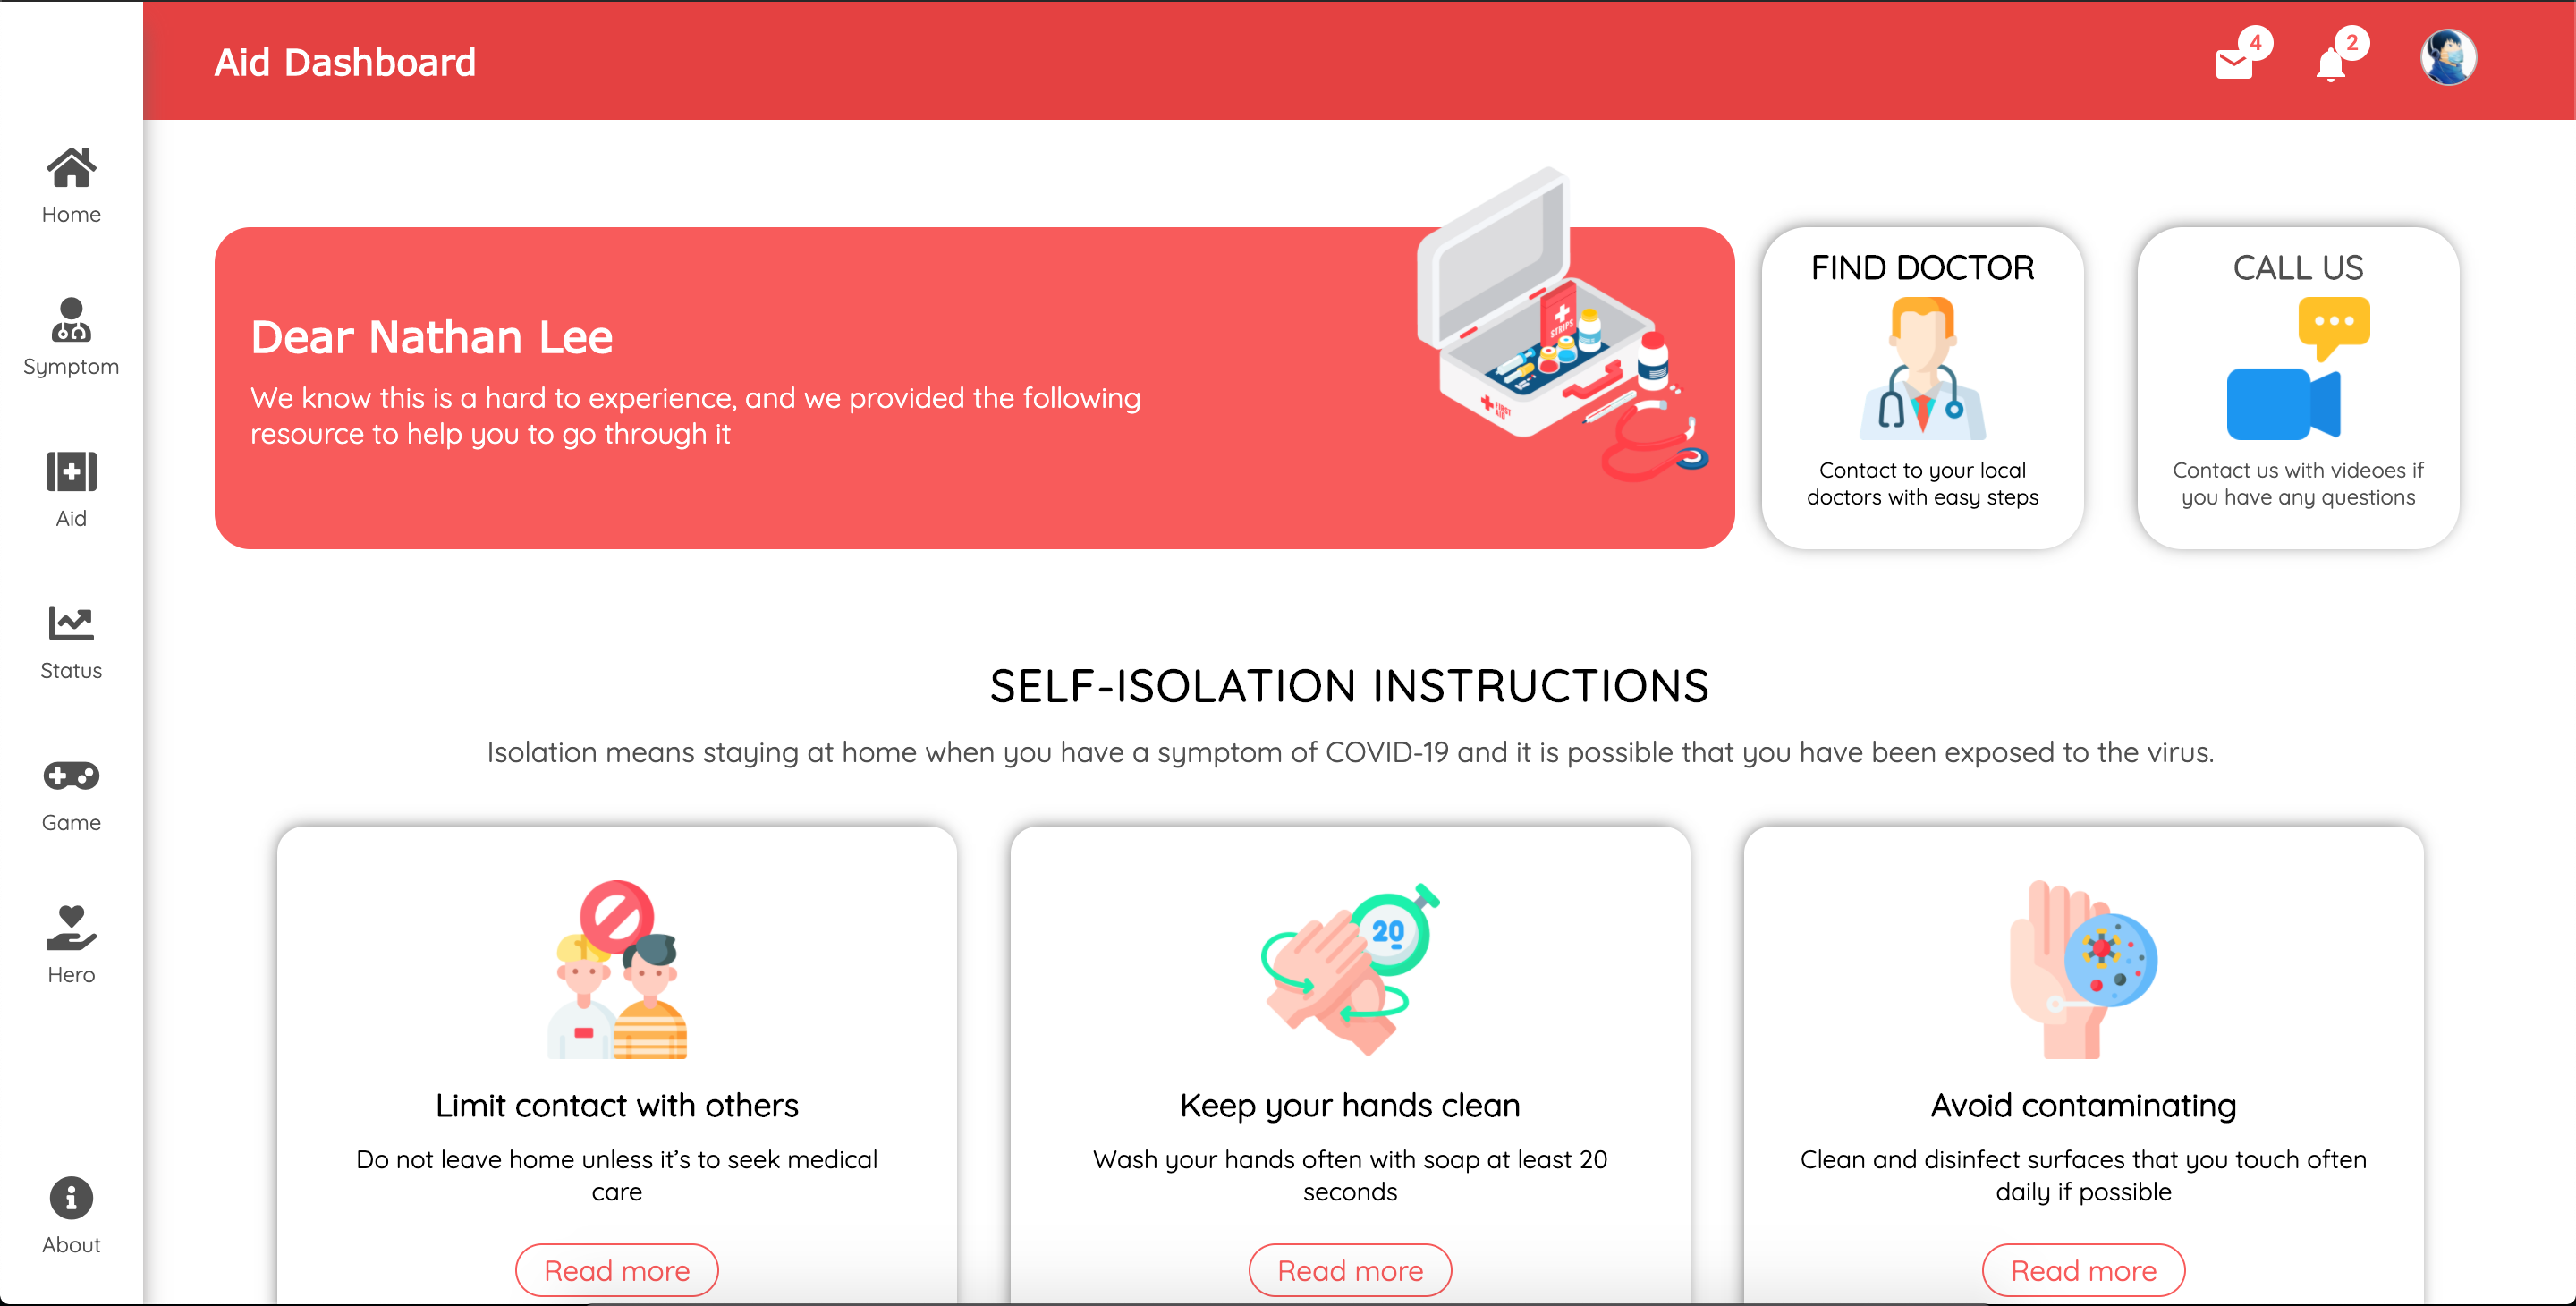 Aid Dashboard
4
2
Home
Symptom
Aid
Status
Game
Hero
About
Dear Nathan Lee
We know this is a hard to experience, and we provided the following
resource to help you to go through it
STRIPS
FIRST
AID
FIND DOCTOR
Contact to your local
doctors with easy steps
CALL US
Contact us with videoes if
you have any questions
SELF-ISOLATION INSTRUCTIONS
Isolation means staying at home when you have a symptom of COVID-19 and it is possible that you have been exposed to the virus.
Limit contact with others
Do not leave home unless it’s to seek medical
care
Read more
20
Keep your hands clean
Wash your hands often with soap at least 20
seconds
Read more
Avoid contaminating
Clean and disinfect surfaces that you touch often
daily if possible
Read more